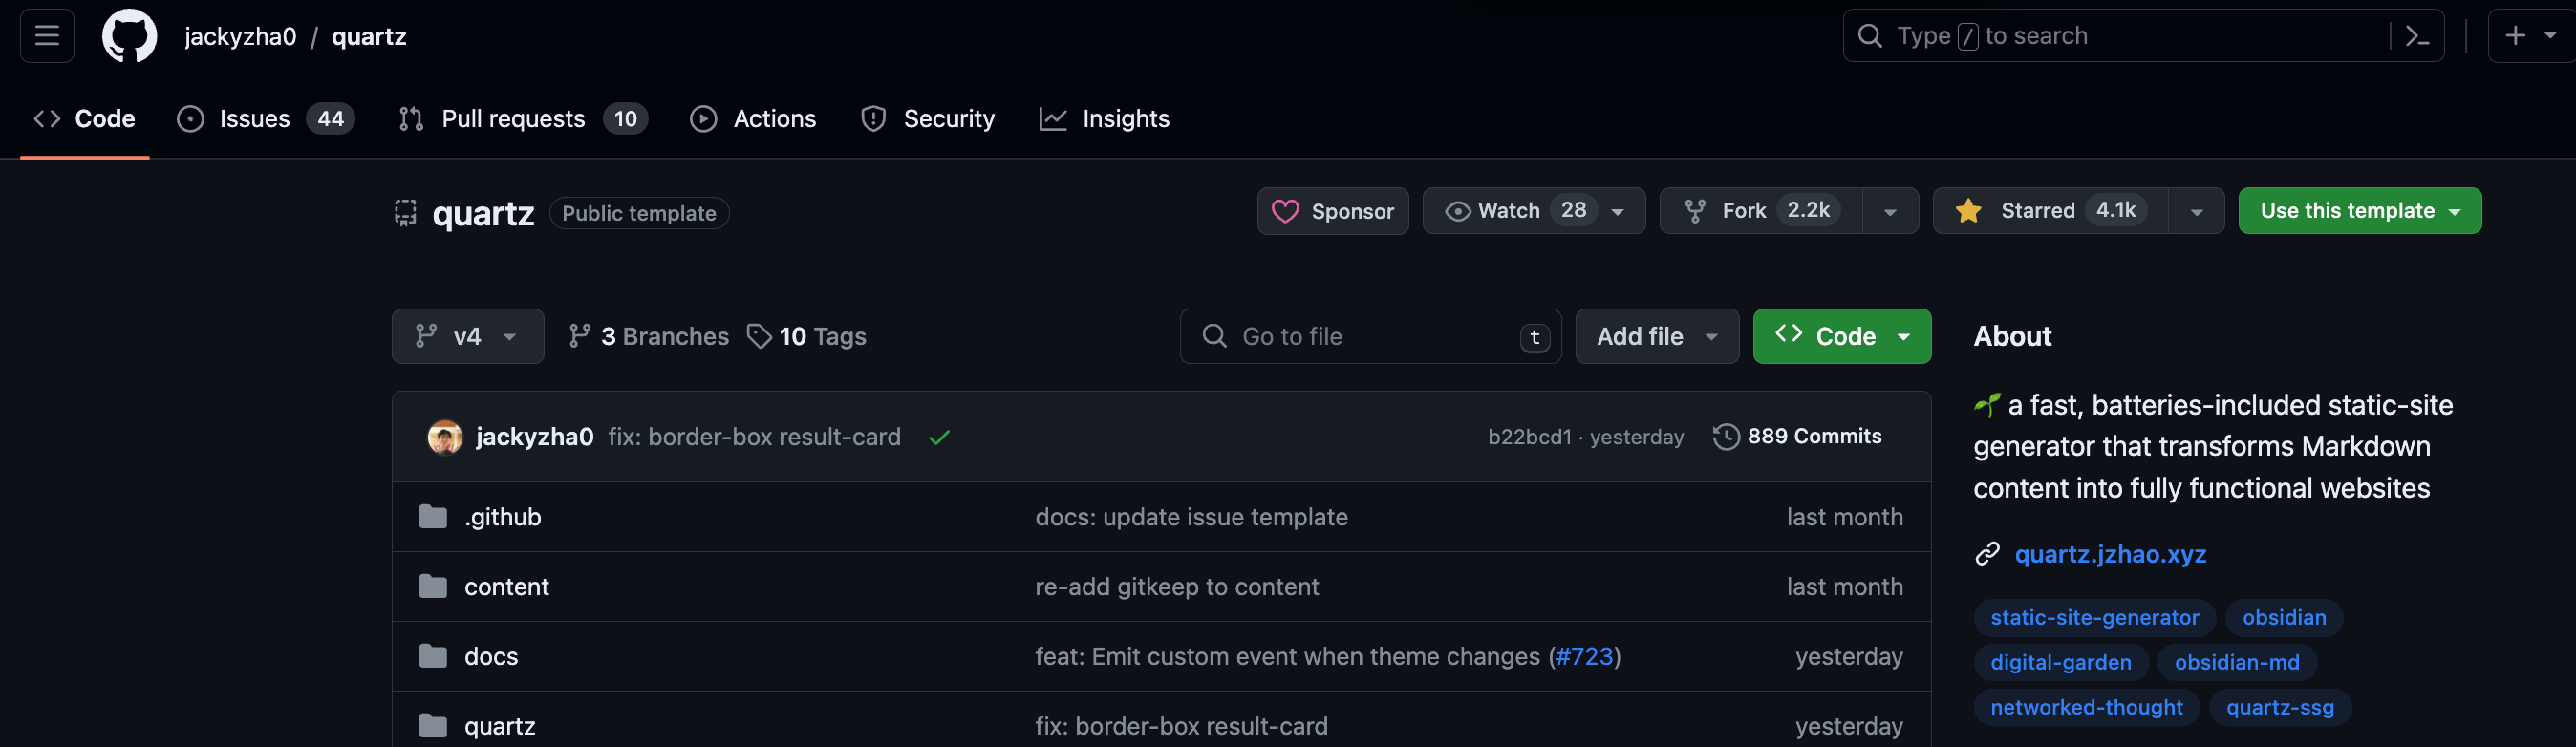 jackyzha0 / quartz
Type / to search
Code Issues 44 Pull requests 10 Actions Security Insights
quartz Public template
Sponsor Watch 28 Fork 2.2k Starred 4.1k Use this template
v4 3 Branches 10 Tags
Go to file t Add file Code
jackyzha0 fix: border-box result-card b22bcd1 · yesterday 889 Commits
.github docs: update issue template last month
content re-add gitkeep to content last month
docs feat: Emit custom event when theme changes (#723) yesterday
quartz fix: border-box result-card yesterday
About
a fast, batteries-included static-site
generator that transforms Markdown
content into fully functional websites
quartz.jzhao.xyz
static-site-generator obsidian
digital-garden obsidian-md
networked-thought quartz-ssg